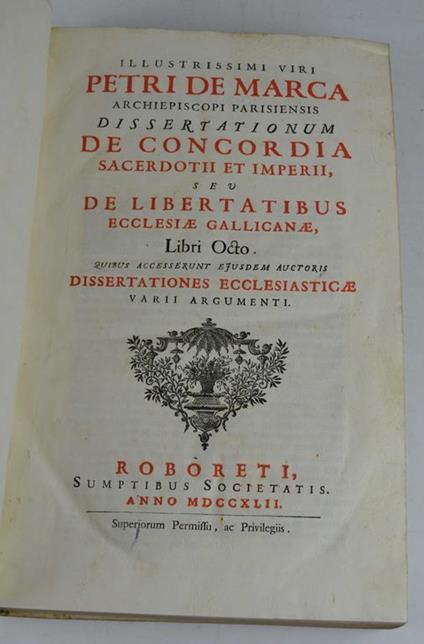 ILLUSTRISSIMI VIRI
PETRI DE MARCA
ARCHIEPISCOPI PARISIENSIS
DISSERTATIONUM
DE CONCORDIA
SACERDOTII ET IMPERII,
SEU
DE LIBERTATIBUS
ECCLESIÆ GALLICANÆ,
Libri Octo.
QUIBUS ACCESSERUNT EJUSDEM AUCTORIS
DISSERTATIONES ECCLESIASTICÆ
VARII ARGUMENTI.
ROBORETI,
SUMPTIBUS SOCIETATIS.
ANNO MDCCXLII.
Superiorum Permissu, ac Privilegiis.